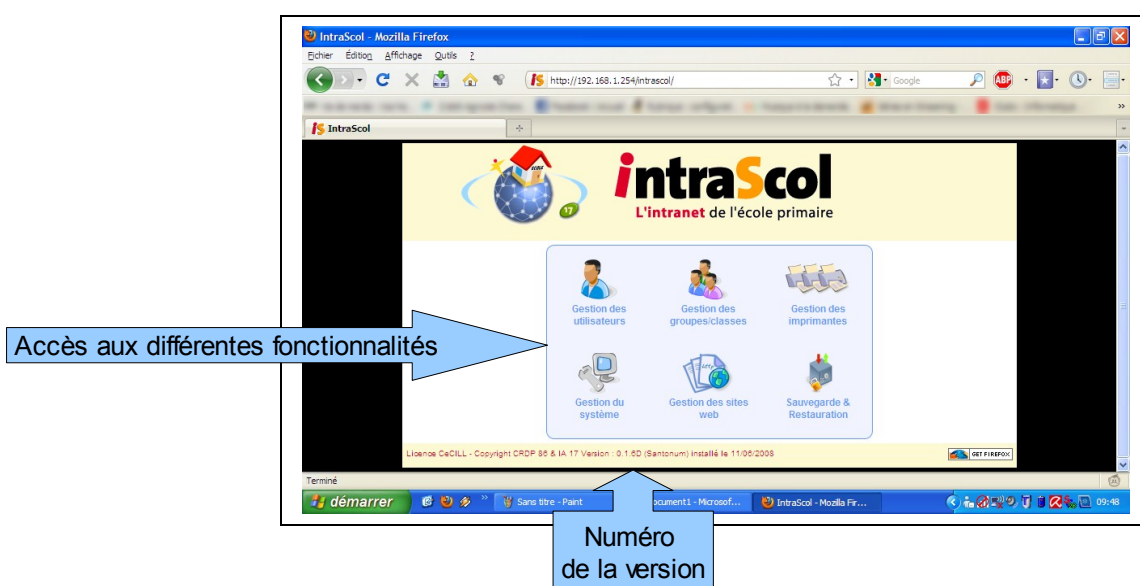 IntraScol - Mozilla Firefox
Fichier Édition Affichage Outils ?
http://192.168.1.254/intrascol/
Google
ABP
IntraScol
ECOLE
17
intraScol
L'intranet de l'école primaire
Gestion des utilisateurs
Gestion des groupes/classes
Gestion des imprimantes
Accès aux différentes fonctionnalités
Gestion du système
Gestion des sites web
Sauvegarde & Restauration
Licence CeCILL - Copyright CRDP 86 & IA 17 Version : 0.1.6D (Santonum) installé le 11/06/2008
GET FIREFOX
Terminé
démarrer
Sans titre - Paint
ocument1 - Microsof...
IntraScol - Mozilla Fir...
09:48
Numéro
de la version